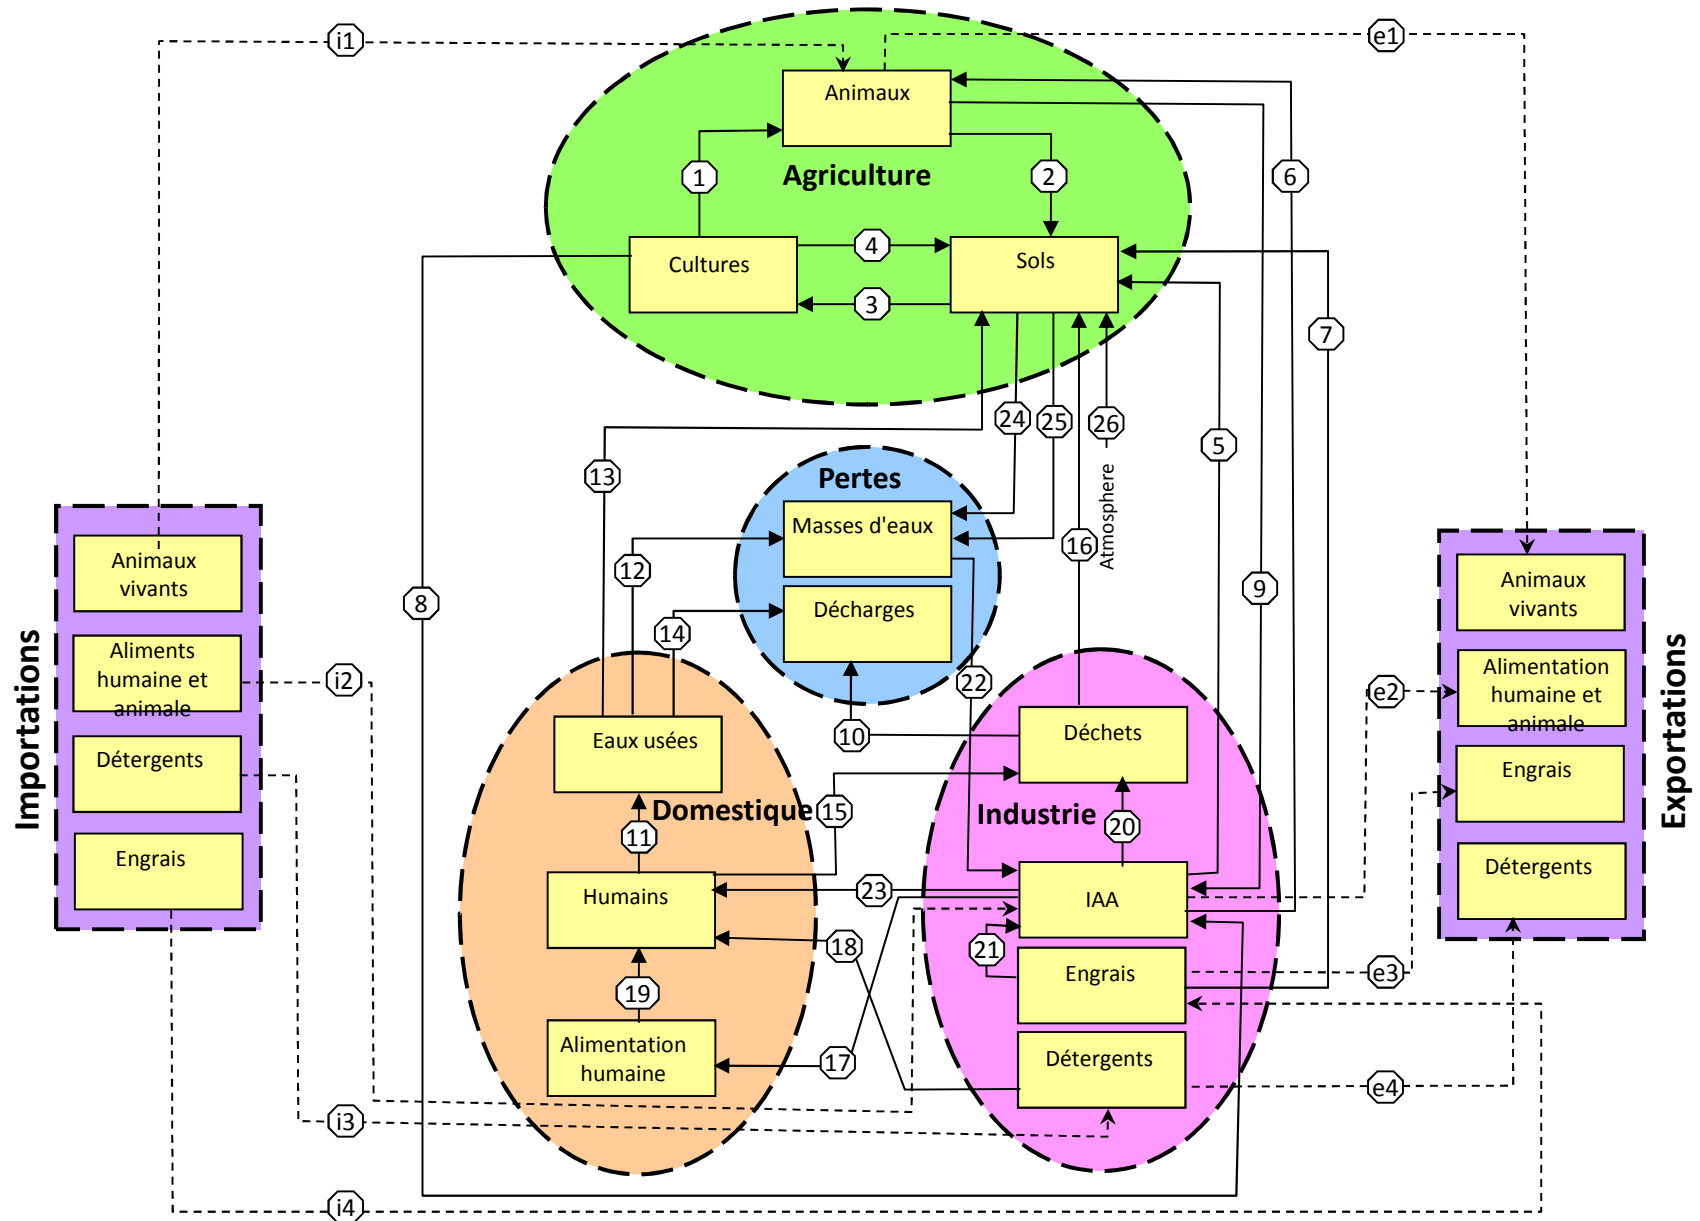 i1
e1
Animaux
Agriculture
1
2
6
4
Cultures
Sols
3
7
24
25
26
5
13
Atmosphere
Pertes
Masses d'eaux
16
12
Décharges
8
14
9
22
10
Importations
Animaux
vivants
Aliments
humaine et
animale
Détergents
Engrais
i2
i3
i4
Eaux usées
Domestique
11
15
Humains
23
18
19
17
Alimentation
humaine
Déchets
Industrie
20
IAA
21
Engrais
Détergents
e2
e3
e4
Exportations
Animaux
vivants
Alimentation
humaine et
animale
Engrais
Détergents